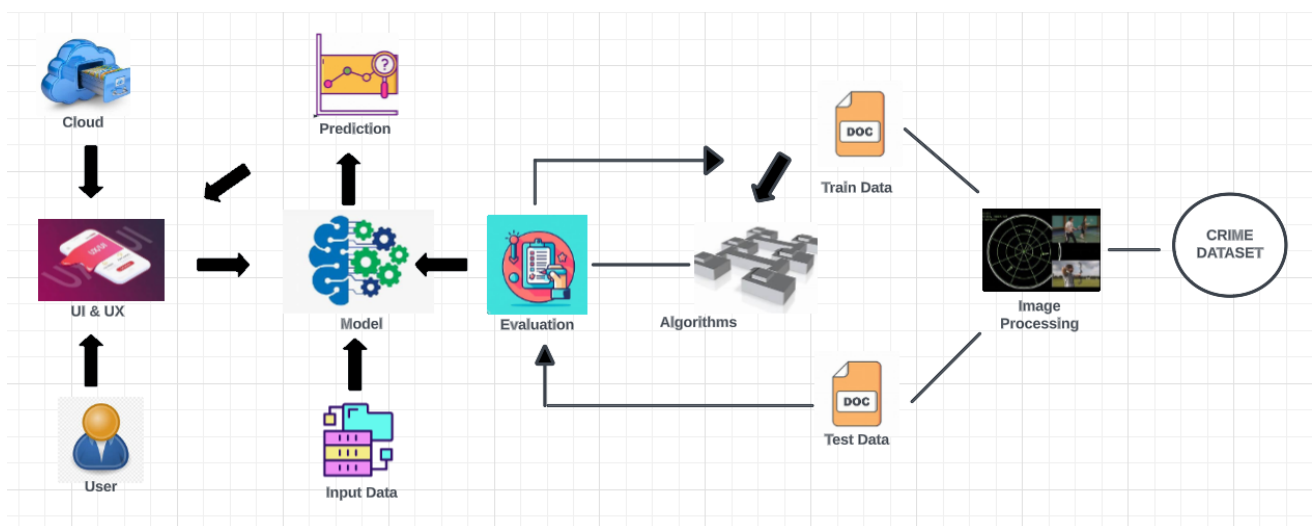 Cloud
Prediction
DOC
Train Data
UI & UX
Model
Evaluation
Algorithms
Image
Processing
CRIME
DATASET
DOC
Test Data
User
Input Data